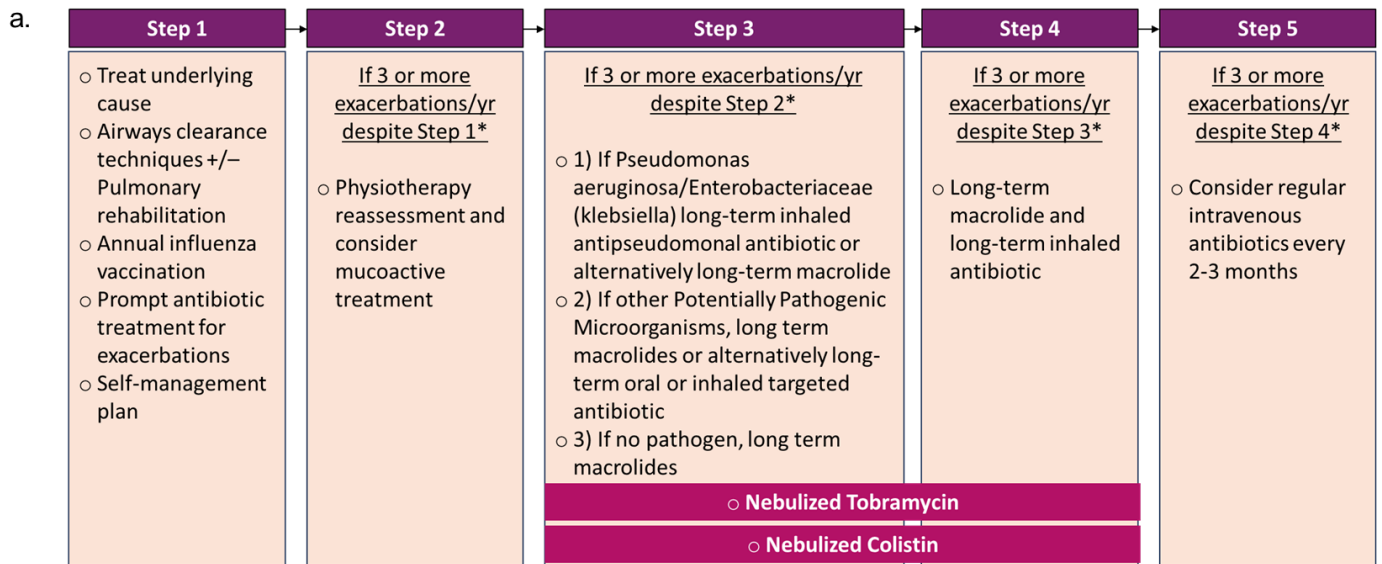 a.
Step 1
○ Treat underlying
cause
○ Airways clearance
techniques +/–
Pulmonary
rehabilitation
○ Annual influenza
vaccination
○ Prompt antibiotic
treatment for
exacerbations
○ Self-management
plan
Step 2
If 3 or more
exacerbations/yr
despite Step 1*
○ Physiotherapy
reassessment and
consider
mucoactive
treatment
Step 3
If 3 or more exacerbations/yr
despite Step 2*
○ 1) If Pseudomonas
aeruginosa/Enterobacteriaceae
(klebsiella) long-term inhaled
antipseudomonal antibiotic or
alternatively long-term macrolide
○ 2) If other Potentially Pathogenic
Microorganisms, long term
macrolides or alternatively long-
term oral or inhaled targeted
antibiotic
○ 3) If no pathogen, long term
macrolides
Step 4
If 3 or more
exacerbations/yr
despite Step 3*
○ Long-term
macrolide and
long-term inhaled
antibiotic
○ Nebulized Tobramycin
○ Nebulized Colistin
Step 5
If 3 or more
exacerbations/yr
despite Step 4*
○ Consider regular
intravenous
antibiotics every
2-3 months